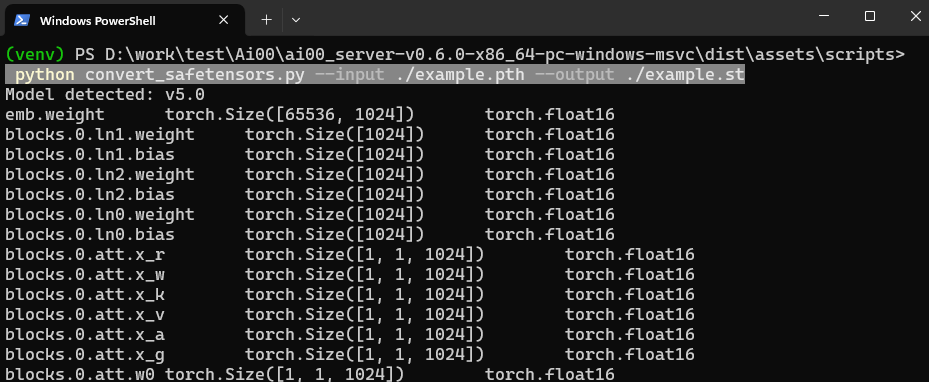 Windows PowerShell
(venv) PS D:\work\test\Ai00\ai00_server-v0.6.0-x86_64-pc-windows-msvc\dist\assets\scripts>
python convert_safetensors.py --input ./example.pth --output ./example.st
Model detected: v5.0
emb.weight torch.Size([65536, 1024]) torch.float16
blocks.0.ln1.weight torch.Size([1024]) torch.float16
blocks.0.ln1.bias torch.Size([1024]) torch.float16
blocks.0.ln2.weight torch.Size([1024]) torch.float16
blocks.0.ln2.bias torch.Size([1024]) torch.float16
blocks.0.ln0.weight torch.Size([1024]) torch.float16
blocks.0.ln0.bias torch.Size([1024]) torch.float16
blocks.0.att.x_r torch.Size([1, 1, 1024]) torch.float16
blocks.0.att.x_w torch.Size([1, 1, 1024]) torch.float16
blocks.0.att.x_k torch.Size([1, 1, 1024]) torch.float16
blocks.0.att.x_v torch.Size([1, 1, 1024]) torch.float16
blocks.0.att.x_a torch.Size([1, 1, 1024]) torch.float16
blocks.0.att.x_g torch.Size([1, 1, 1024]) torch.float16
blocks.0.att.w0 torch.Size([1, 1, 1024]) torch.float16